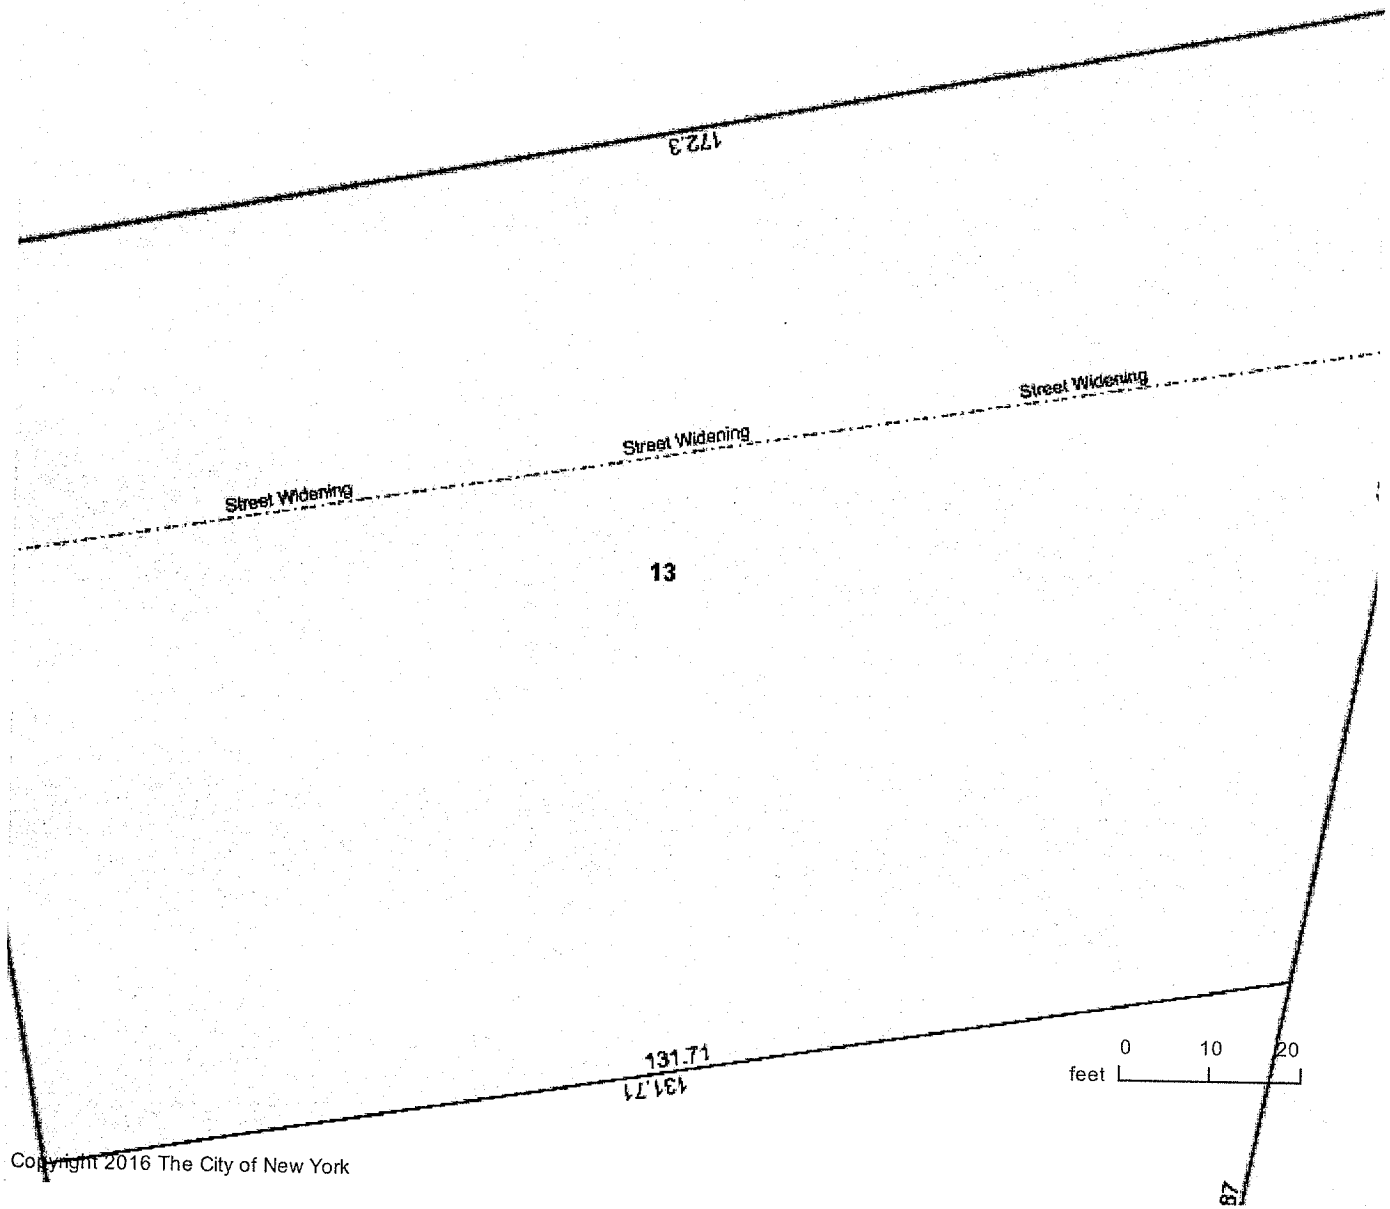 172.3
Street Widening
Street Widening
Street Widening
13
131.71
131.71
0 10 20
feet
Copyright 2016 The City of New York
87